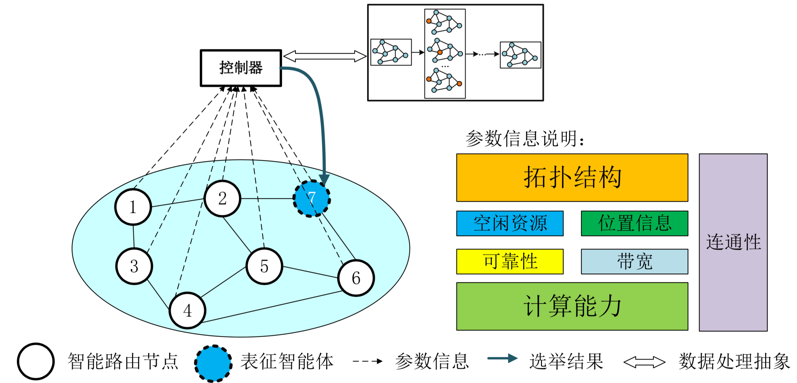 控制器
...
...
1
2
7
3
5
6
4
参数信息说明:
拓扑结构
空闲资源
位置信息
可靠性
带宽
计算能力
连通性
智能路由节点
表征智能体
参数信息
选举结果
数据处理抽象